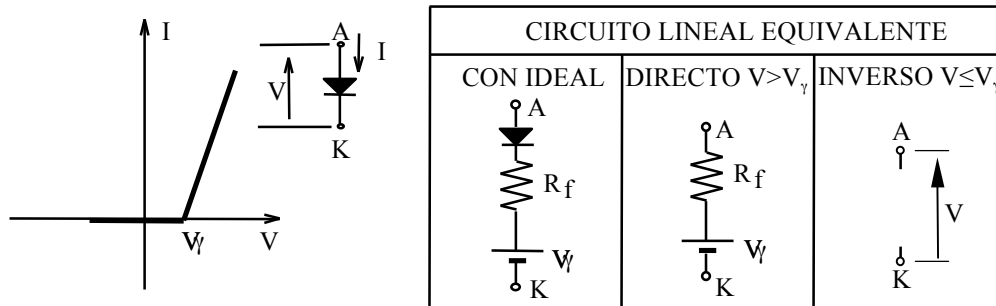 I
A
I
V
K
Vγ
V
CIRCUITO LINEAL EQUIVALENTE
CON IDEAL
DIRECTO V>Vγ
INVERSO V≤Vγ
A
Rf
Vγ
K
A
Rf
Vγ
K
A
V
K